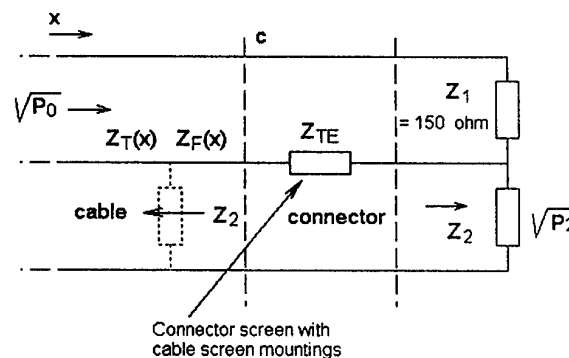 x
c
√P0
Z1
= 150 ohm
ZT(x) ZF(x)
ZTE
cable
Z2
connector
Z2
√P2
Connector screen with
cable screen mountings